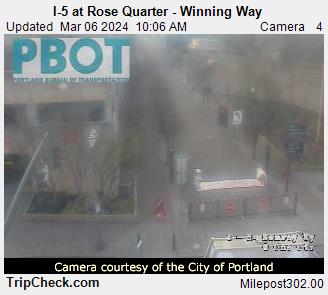 I-5 at Rose Quarter - Winning Way
Updated Mar 06 2024 10:06 AM Camera 4
PBOT
PORTLAND BUREAU OF TRANSPORTATION
Camera courtesy of the City of Portland
TripCheck.com Milepost302.00